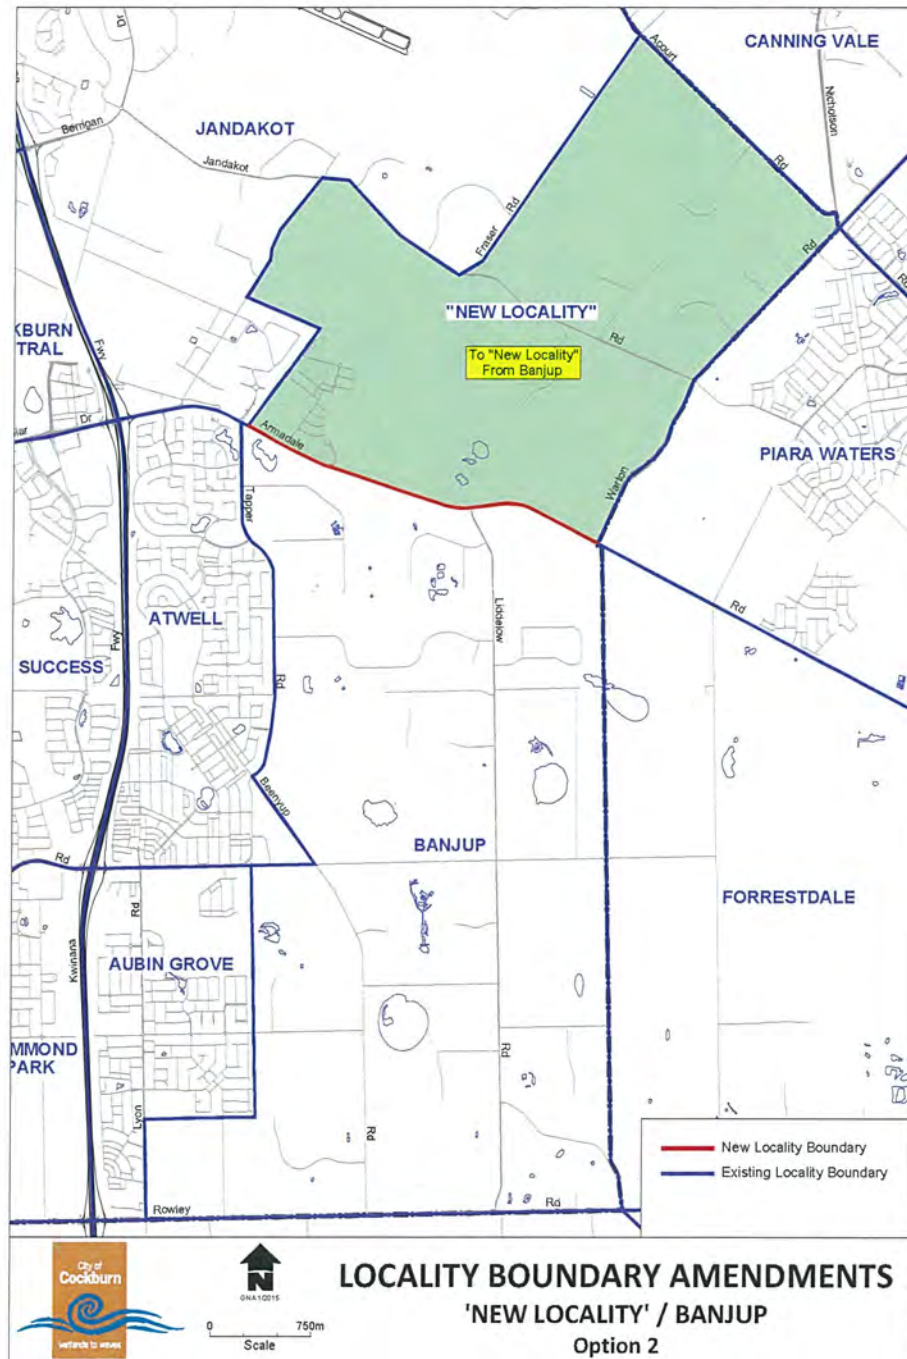 Dr
Acourt
CANNING VALE
Nicholson
Berrigan
JANDAKOT
Jandakot
Rd
Rd
Fraser
Rd
Rd
"NEW LOCALITY"
KBURN
TRAL
Fwy
Rd
To "New Locality"
From Banjup
Dr
Armadale
PIARA WATERS
Warton
Tapper
Liddelow
Rd
ATWELL
Fwy
SUCCESS
Rd
Beenyup
BANJUP
Rd
FORRESTDALE
Rd
Kwinana
AUBIN GROVE
MMOND
PARK
Rd
Lyon
Rd
New Locality Boundary
Existing Locality Boundary
Rowley
Rd
City of
Cockburn
wetlands to waves
N
GNA1/2015
0 750m
Scale
LOCALITY BOUNDARY AMENDMENTS
'NEW LOCALITY' / BANJUP
Option 2